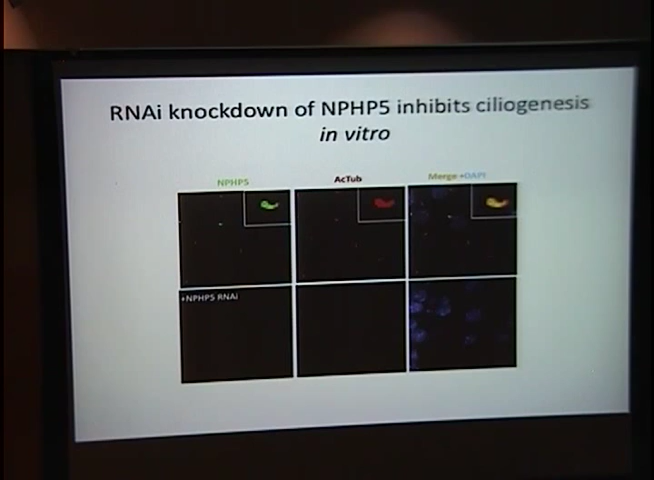 RNAi knockdown of NPHP5 inhibits ciliogenesis
in vitro
NPHP5
AcTub
Merge +DAPI
+NPHP5 RNAi